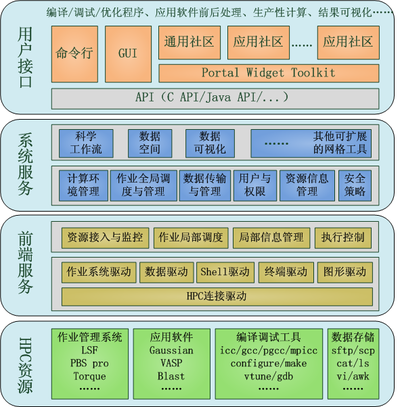 编译/调试/优化程序、应用软件前后处理、生产性计算、结果可视化……
用户接口
命令行
GUI
通用社区
应用社区
……
应用社区
Portal Widget Toolkit
API（C API/Java API/...）
系统服务
科学
工作流
数据
空间
数据
可视化
…… 其他可扩展
的网格工具
计算环
境管理
作业全局调
度与管理
数据传输
与管理
用户与
权限
资源信息
管理
安全
策略
前端服务
资源接入与监控
作业局部调度
局部信息管理
执行控制
作业系统驱动
数据驱动
Shell驱动
终端驱动
图形驱动
HPC连接驱动
HPC资源
作业管理系统
LSF
PBS pro
Torque
……
应用软件
Gaussian
VASP
Blast
……
编译调试工具
icc/gcc/pgcc/mpicc
configure/make
vtune/gdb
……
数据存储
sftp/scp
cat/ls
vi/awk
……